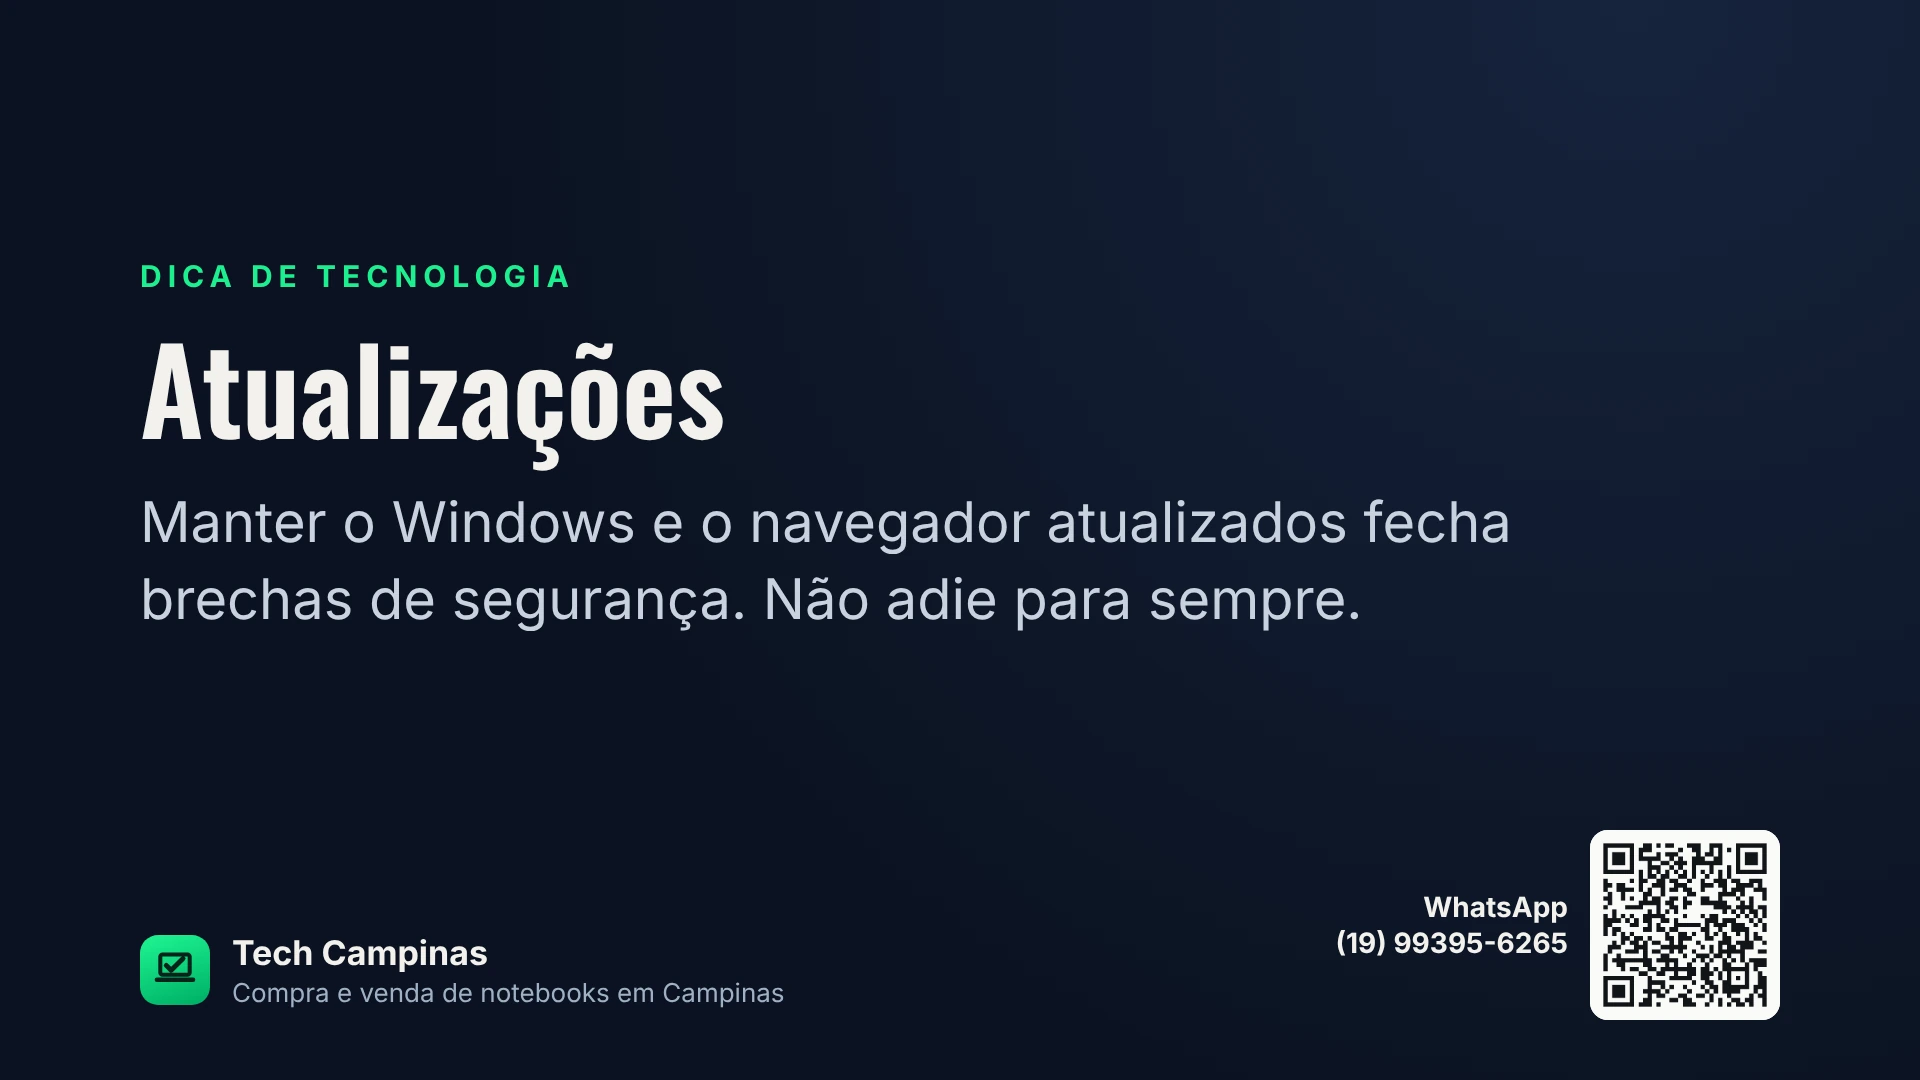 DICA DE TECNOLOGIA
Atualizações
Manter o Windows e o navegador atualizados fecha
brechas de segurança. Não adie para sempre.
WhatsApp
(19) 99395-6265
Tech Campinas
Compra e venda de notebooks em Campinas